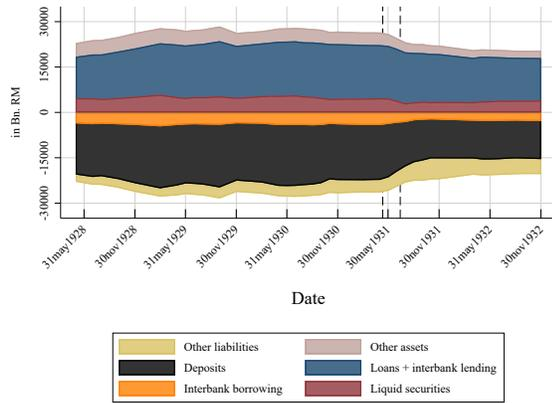 in Bn. RM
30000
15000
0
-15000
-30000
31may1928
30nov1928
31may1929
30nov1929
31may1930
30nov1930
30may1931
30nov1931
31may1932
30nov1932
Date
Other liabilities
Other assets
Deposits
Loans + interbank lending
Interbank borrowing
Liquid securities